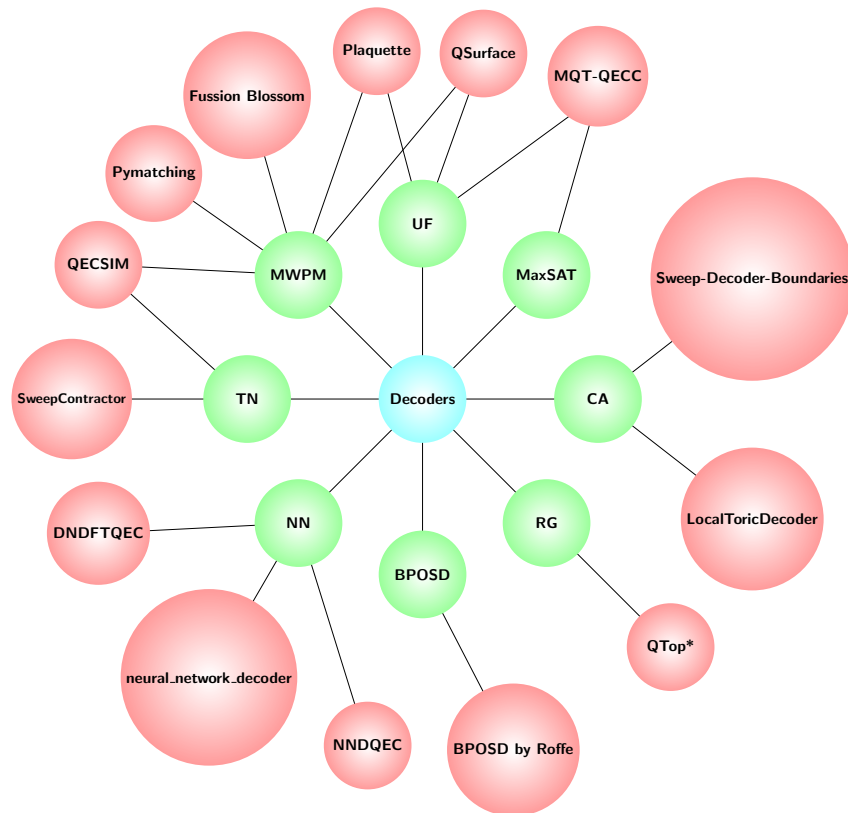 Plaquette
QSurface
MQT-QECC
Fussion Blossom
Pymatching
UF
QECSIM
MWPM
MaxSAT
Sweep-Decoder-Boundaries
SweepContractor
TN
Decoders
CA
DNDFTQEC
NN
RG
LocalToricDecoder
BPOSD
neural_network_decoder
QTop*
NNDQEC
BPOSD by Roffe